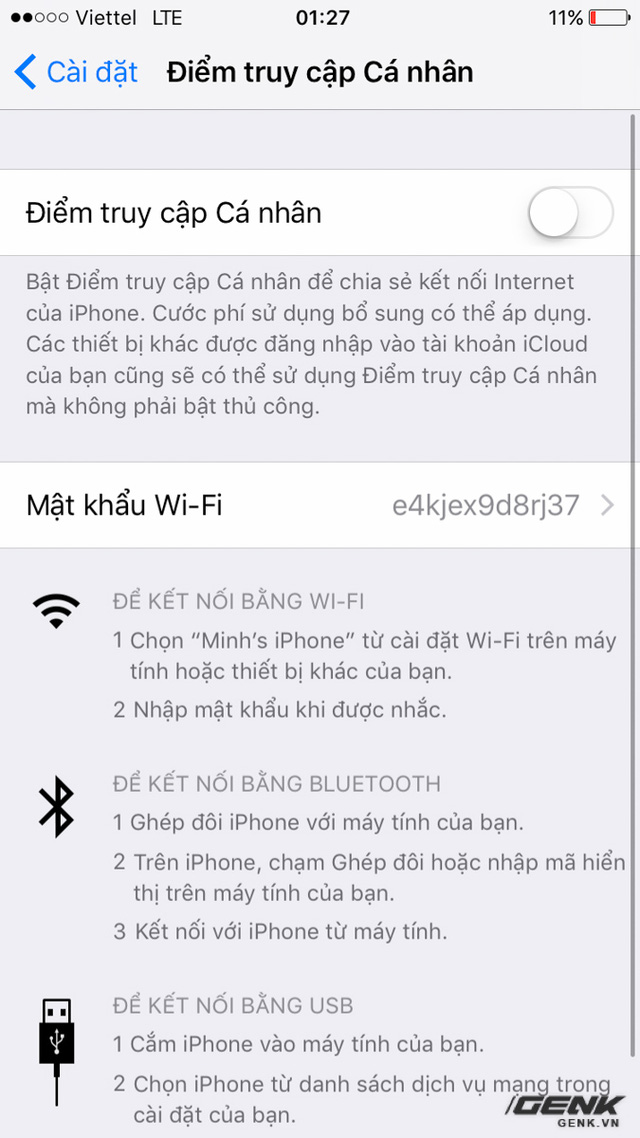 Viettel LTE 01:27 11%
Cài đặt Điểm truy cập Cá nhân
Điểm truy cập Cá nhân
Bật Điểm truy cập Cá nhân để chia sẻ kết nối Internet
của iPhone. Cước phí sử dụng bổ sung có thể áp dụng.
Các thiết bị khác được đăng nhập vào tài khoản iCloud
của bạn cũng sẽ có thể sử dụng Điểm truy cập Cá nhân
mà không phải bật thủ công.
Mật khẩu Wi-Fi e4kjex9d8rj37
ĐỂ KẾT NỐI BẰNG WI-FI
1 Chọn “Minh’s iPhone” từ cài đặt Wi-Fi trên máy
tính hoặc thiết bị khác của bạn.
2 Nhập mật khẩu khi được nhắc.
ĐỂ KẾT NỐI BẰNG BLUETOOTH
1 Ghép đôi iPhone với máy tính của bạn.
2 Trên iPhone, chạm Ghép đôi hoặc nhập mã hiển
thị trên máy tính của bạn.
3 Kết nối với iPhone từ máy tính.
ĐỂ KẾT NỐI BẰNG USB
1 Cắm iPhone vào máy tính của bạn.
2 Chọn iPhone từ danh sách dịch vụ mạng trong
cài đặt của bạn.
GENK
GENK.VN